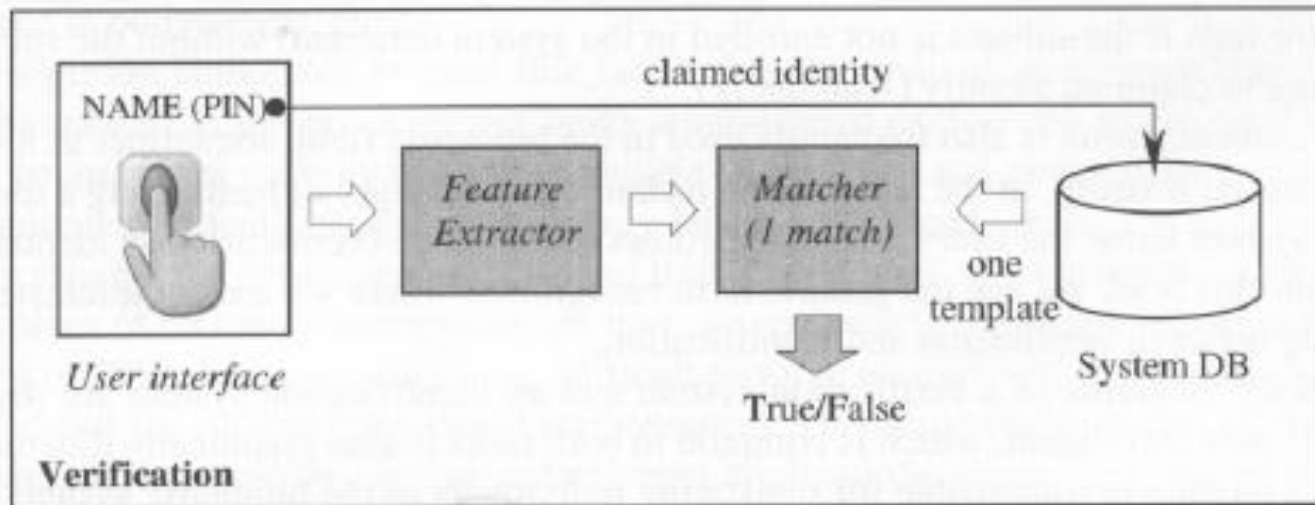 claimed identity
NAME (PIN)
Feature
Extractor
Matcher
(1 match)
one
template
User interface
System DB
True/False
Verification